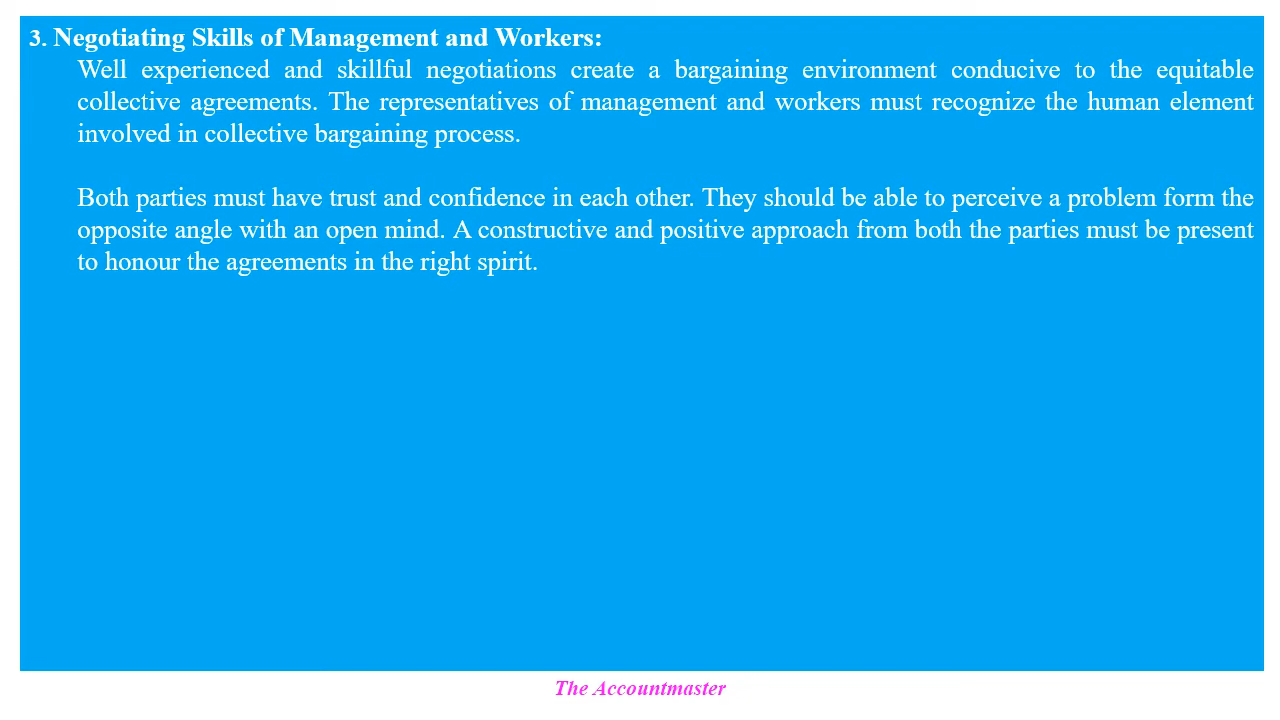 3. Negotiating Skills of Management and Workers:
Well experienced and skillful negotiations create a bargaining environment conducive to the equitable
collective agreements. The representatives of management and workers must recognize the human element
involved in collective bargaining process.
Both parties must have trust and confidence in each other. They should be able to perceive a problem form the
opposite angle with an open mind. A constructive and positive approach from both the parties must be present
to honour the agreements in the right spirit.
The Accountmaster